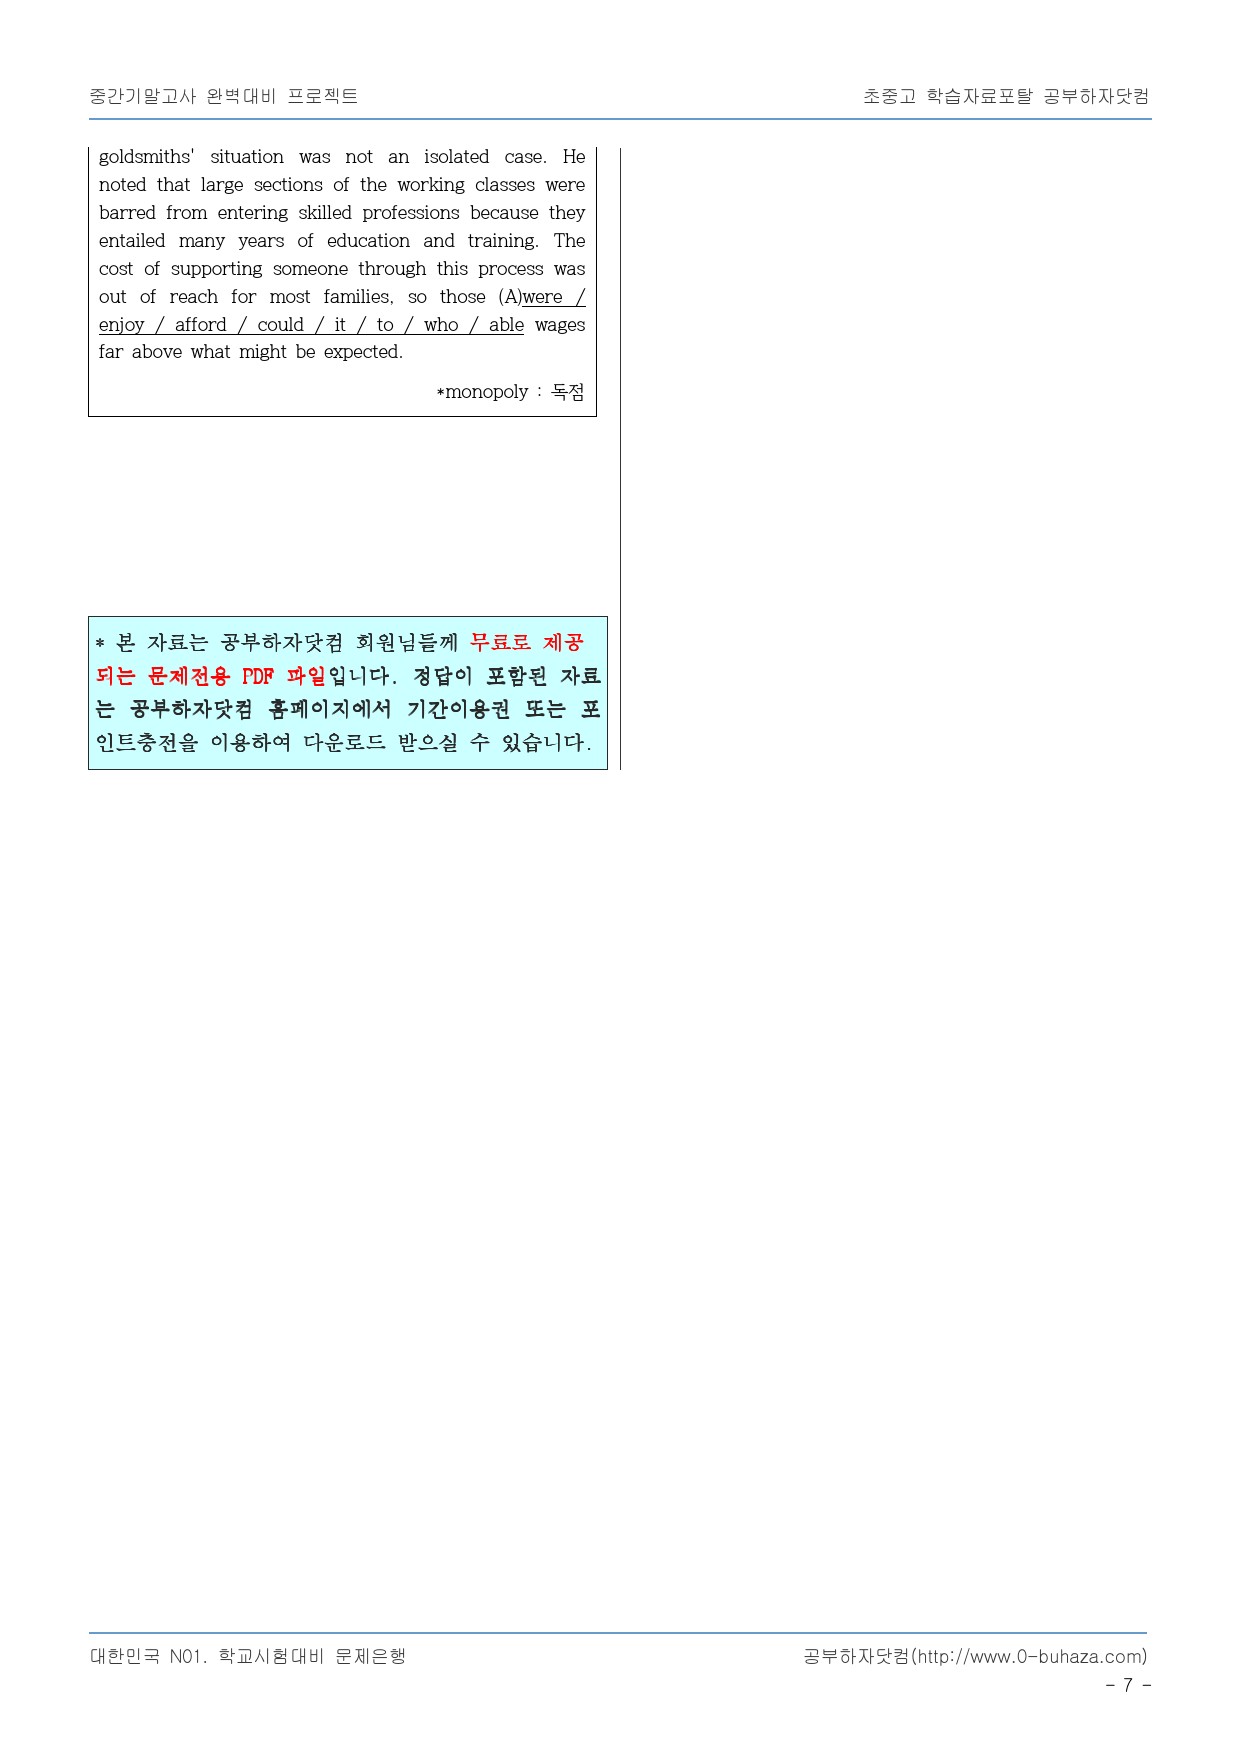 중간기말고사 완벽대비 프로젝트
초중고 학습자료포탈 공부하자닷컴
goldsmiths' situation was not an isolated case. He
noted that large sections of the working classes were
barred from entering skilled professions because they
entailed many years of education and training. The
cost of supporting someone through this process was
out of reach for most families, so those (A)were /
enjoy / afford / could / it / to / who / able wages
far above what might be expected.
*monopoly : 독점
* 본 자료는 공부하자닷컴 회원님들께 무료로 제공
되는 문제전용 PDF 파일입니다. 정답이 포함된 자료
는 공부하자닷컴 홈페이지에서 기간이용권 또는 포
인트충전을 이용하여 다운로드 받으실 수 있습니다.
대한민국 N01. 학교시험대비 문제은행
공부하자닷컴(http://www.0-buhaza.com)
- 7 -